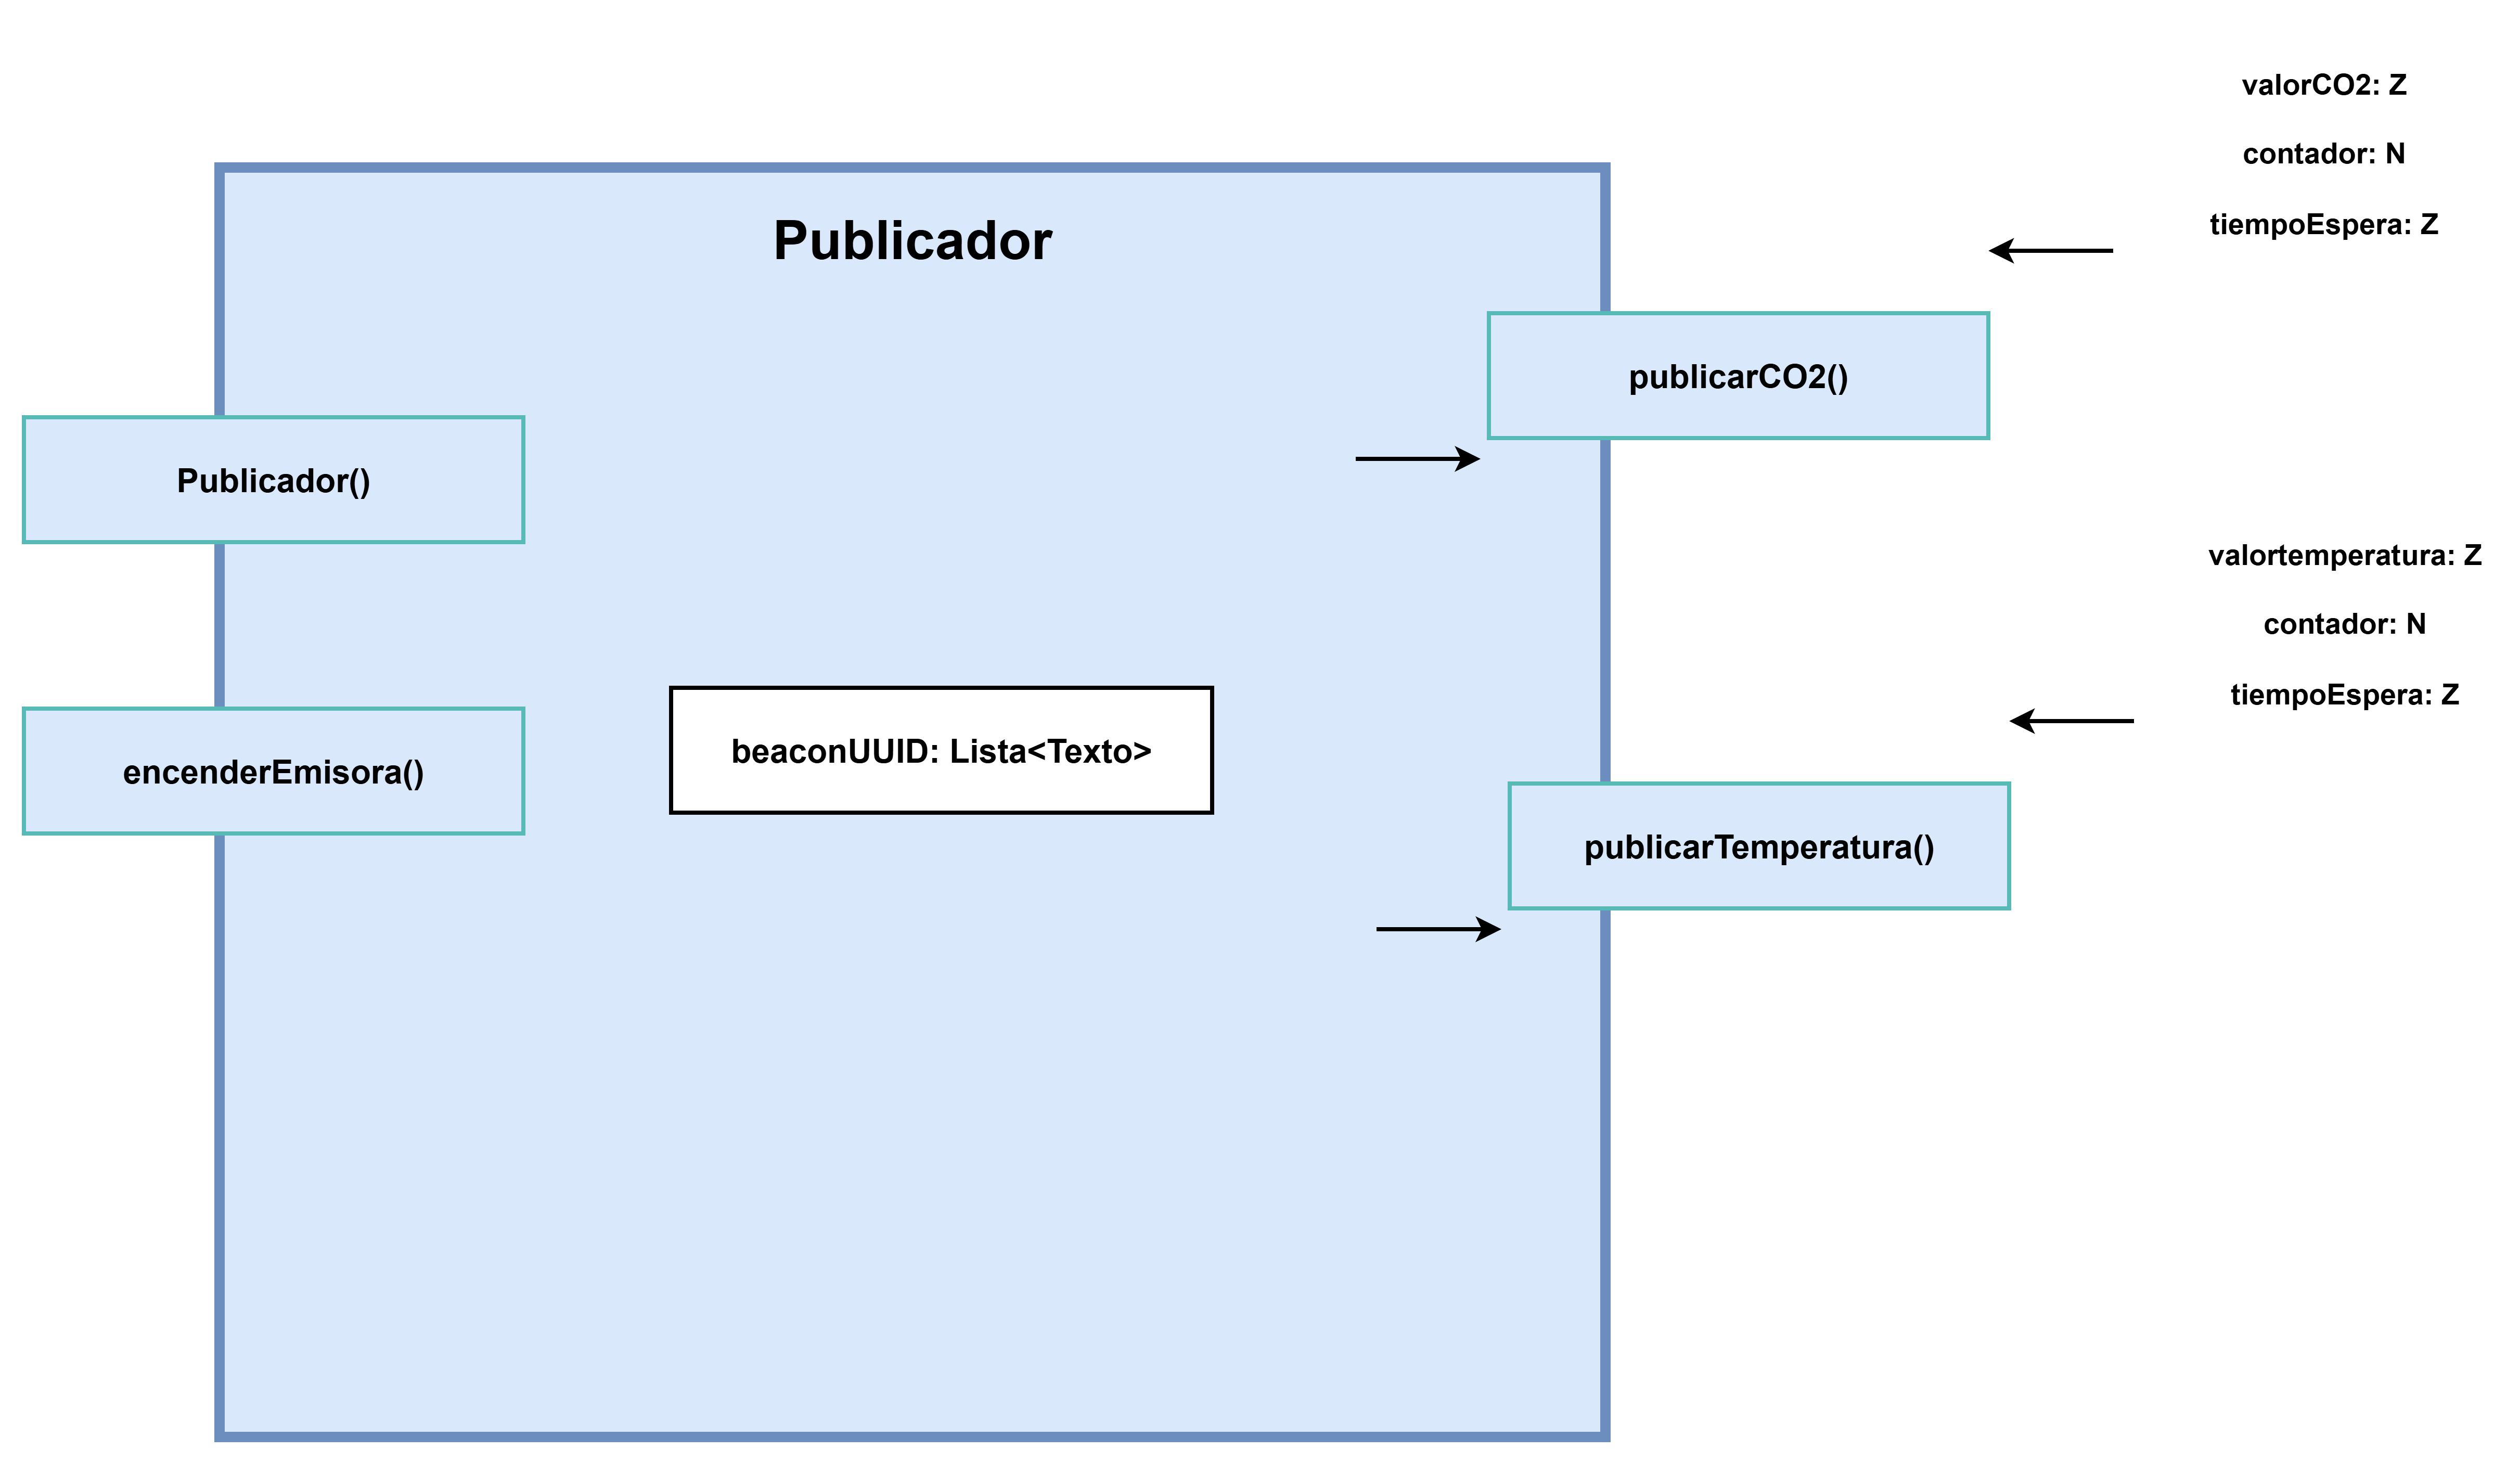 valorCO2: Z
contador: N
tiempoEspera: Z
Publicador
publicarCO2()
Publicador()
valortemperatura: Z
contador: N
tiempoEspera: Z
beaconUUID: Lista<Texto>
encenderEmisora()
publicarTemperatura()